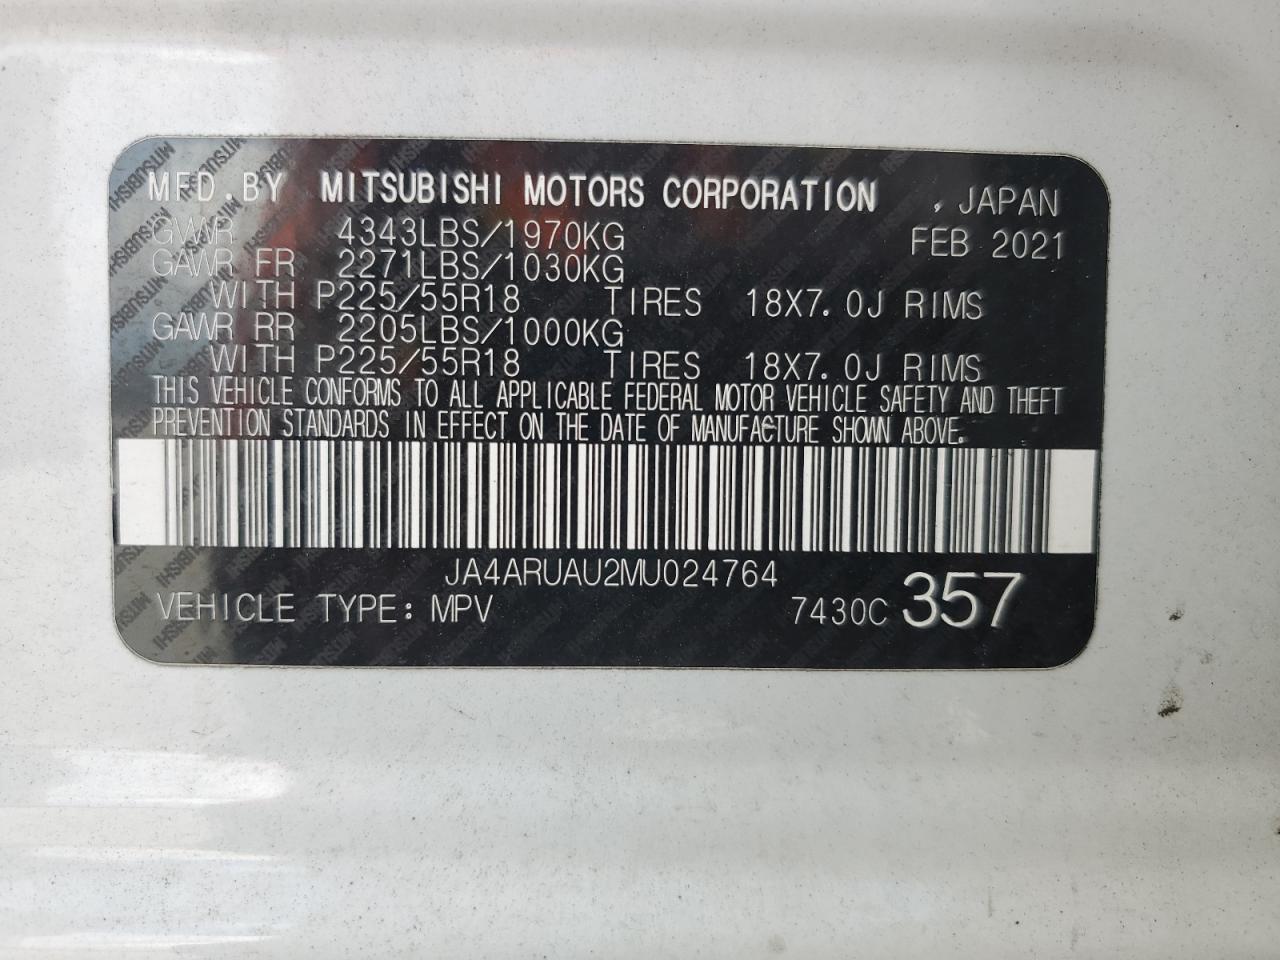 MFD.BY MITSUBISHI MOTORS CORPORATION , JAPAN
GVWR 4343LBS/1970KG FEB 2021
GAWR FR 2271LBS/1030KG
WITH P225/55R18 TIRES 18X7.0J RIMS
GAWR RR 2205LBS/1000KG
WITH P225/55R18 TIRES 18X7.0J RIMS
THIS VEHICLE CONFORMS TO ALL APPLICABLE FEDERAL MOTOR VEHICLE SAFETY AND THEFT
PREVENTION STANDARDS IN EFFECT ON THE DATE OF MANUFACTURE SHOWN ABOVE.
JA4ARUAU2MU024764
VEHICLE TYPE: MPV 7430C 357